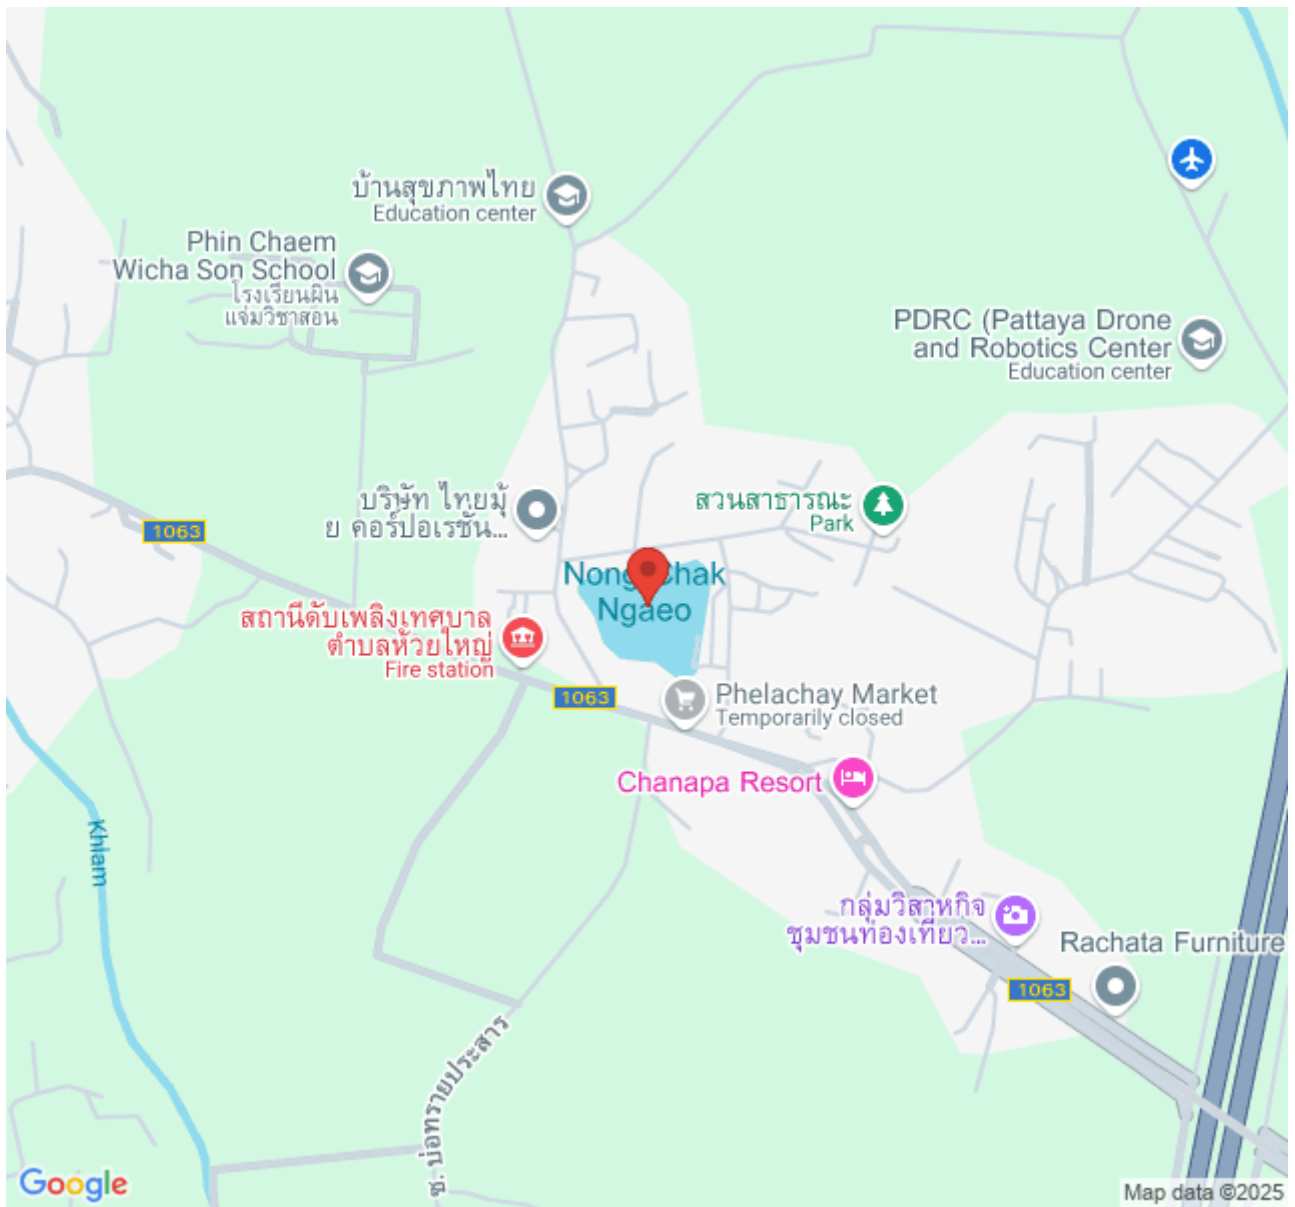 บ้านสุขภาพไทย
Education center
Phin Chaem
Wicha Son School
โรงเรียนผิน
แจ่มวิชาสอน
PDRC (Pattaya Drone
and Robotics Center
Education center
บริษัท ไทยมุ้
ย คอร์ปอเรชั่น...
สวนสาธารณะ
Park
1063
Nong Chak
Ngaeo
สถานีดับเพลิงเทศบาล
ตำบลห้วยใหญ่
Fire station
1063
Phelachay Market
Temporarily closed
Chanapa Resort
Khlam
กลุ่มวิสาหกิจ
ชุมชนท่องเที่ยว...
Rachata Furniture
1063
ซ. บ่อทรายประสาร
Google
Map data ©2025